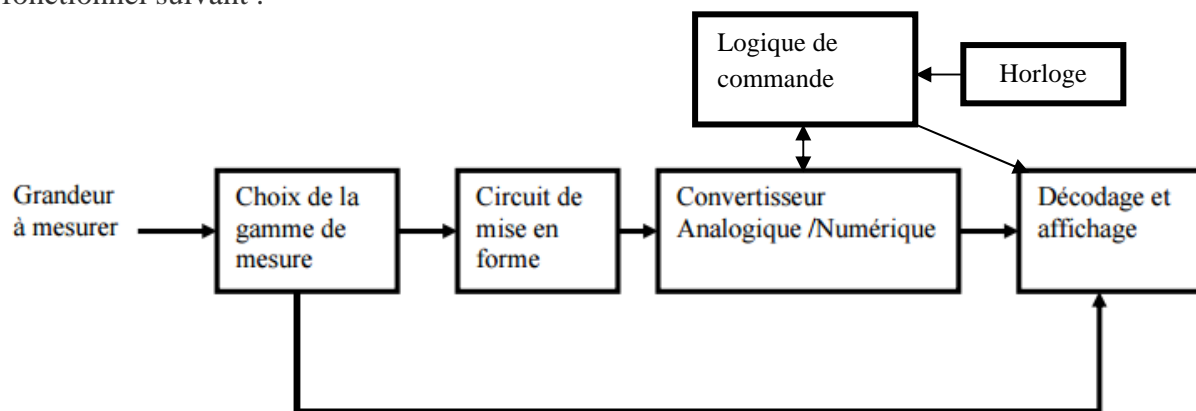 fonctionnel suivant :
Logique de
commande
Horloge
Grandeur
à mesurer
Choix de la
gamme de
mesure
Circuit de
mise en
forme
Convertisseur
Analogique /Numérique
Décodage et
affichage